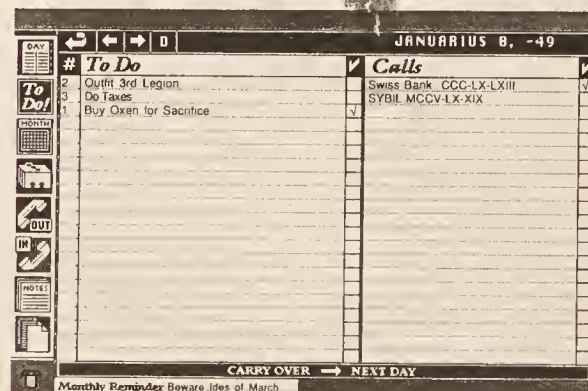 DAY
D
JANUARIUS 8, -49
# To Do
Calls
To Do!
2 Outfit 3rd Legion
3 Do Taxes
1 Buy Oxen for Sacrifice √
Swiss Bank CCC-LX-LXIII
SYBIL MCCV-LX-XIX
MONTH
OUT
IN
NOTES
CARRY OVER → NEXT DAY
Monthly Reminder Beware Ides of March